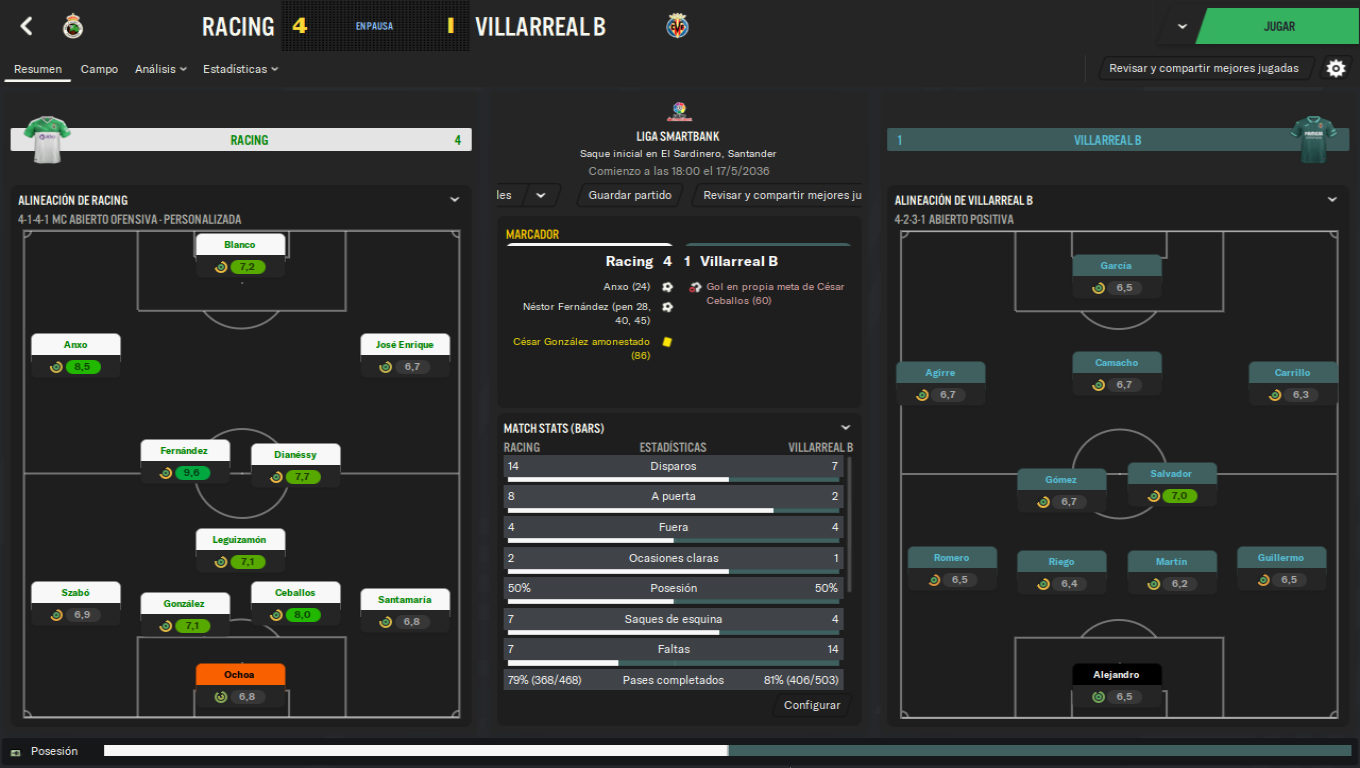 RACING 4 EN PAUSA 1 VILLARREAL B
JUGAR
Resumen Campo Análisis Estadísticas
Revisar y compartir mejores jugadas
RACING 4
LIGA SMARTBANK
Saque inicial en El Sardinero, Santander
Comienzo a las 18:00 el 17/5/2036
les Guardar partido Revisar y compartir mejores ju
1 VILLARREAL B
ALINEACIÓN DE RACING
4-1-4-1 MC ABIERTO OFENSIVA - PERSONALIZADA
Blanco
7,2
Anxo
8,5
José Enrique
6,7
Fernández
9,6
Dianéssy
7,7
Leguizamón
7,1
Szabó
6,9
González
7,1
Ceballos
8,0
Santamaría
6,8
Ochoa
6,8
MARCADOR
Racing 4 1 Villarreal B
Anxo (24)
Néstor Fernández (pen 28,
40, 45)
César González amonestado
(86)
Gol en propia meta de César
Ceballos (60)
MATCH STATS (BARS)
RACING ESTADÍSTICAS VILLARREAL B
14 Disparos 7
8 A puerta 2
4 Fuera 4
2 Ocasiones claras 1
50% Posesión 50%
7 Saques de esquina 4
7 Faltas 14
79% (368/468) Pases completados 81% (406/503)
Configurar
ALINEACIÓN DE VILLARREAL B
4-2-3-1 ABIERTO POSITIVA
García
6,5
Agirre
6,7
Camacho
6,7
Carrillo
6,3
Gómez
6,7
Salvador
7,0
Romero
6,5
Riego
6,4
Martín
6,2
Guillermo
6,5
Alejandro
6,5
Posesión